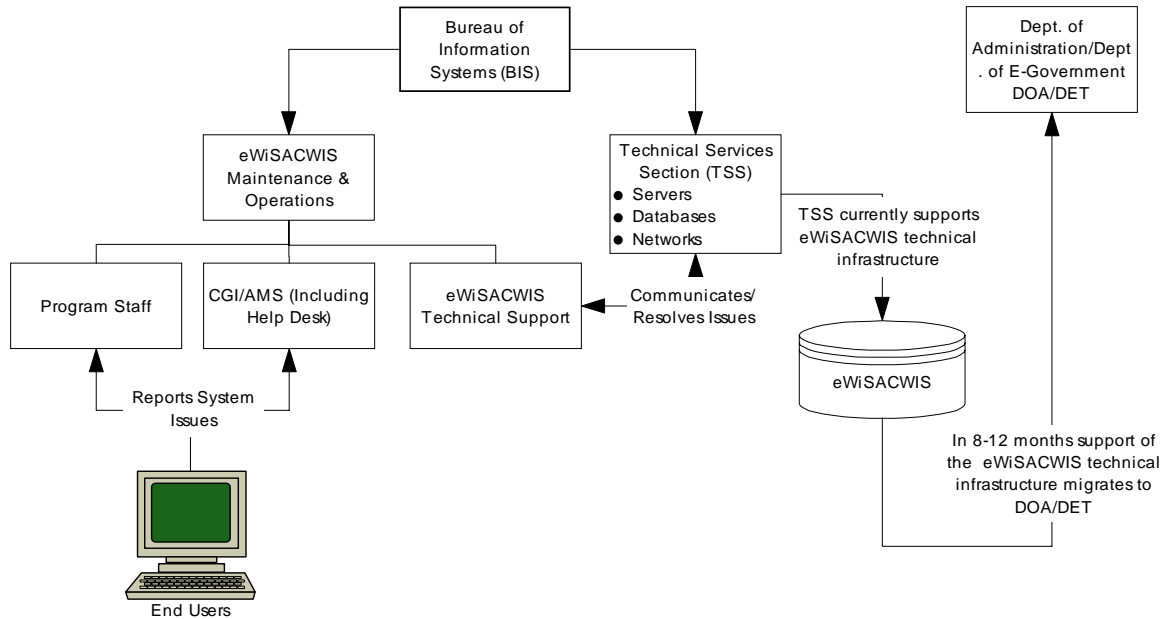 Bureau of
Information
Systems (BIS)
Dept. of
Administration/Dept
. of E-Government
DOA/DET
eWiSACWIS
Maintenance &
Operations
Technical Services
Section (TSS)
● Servers
● Databases
● Networks
TSS currently supports
eWiSACWIS technical
infrastructure
Program Staff
CGI/AMS (Including
Help Desk)
eWiSACWIS
Technical Support
Communicates/
Resolves Issues
eWiSACWIS
Reports System
Issues
In 8-12 months support of
the eWiSACWIS technical
infrastructure migrates to
DOA/DET
End Users